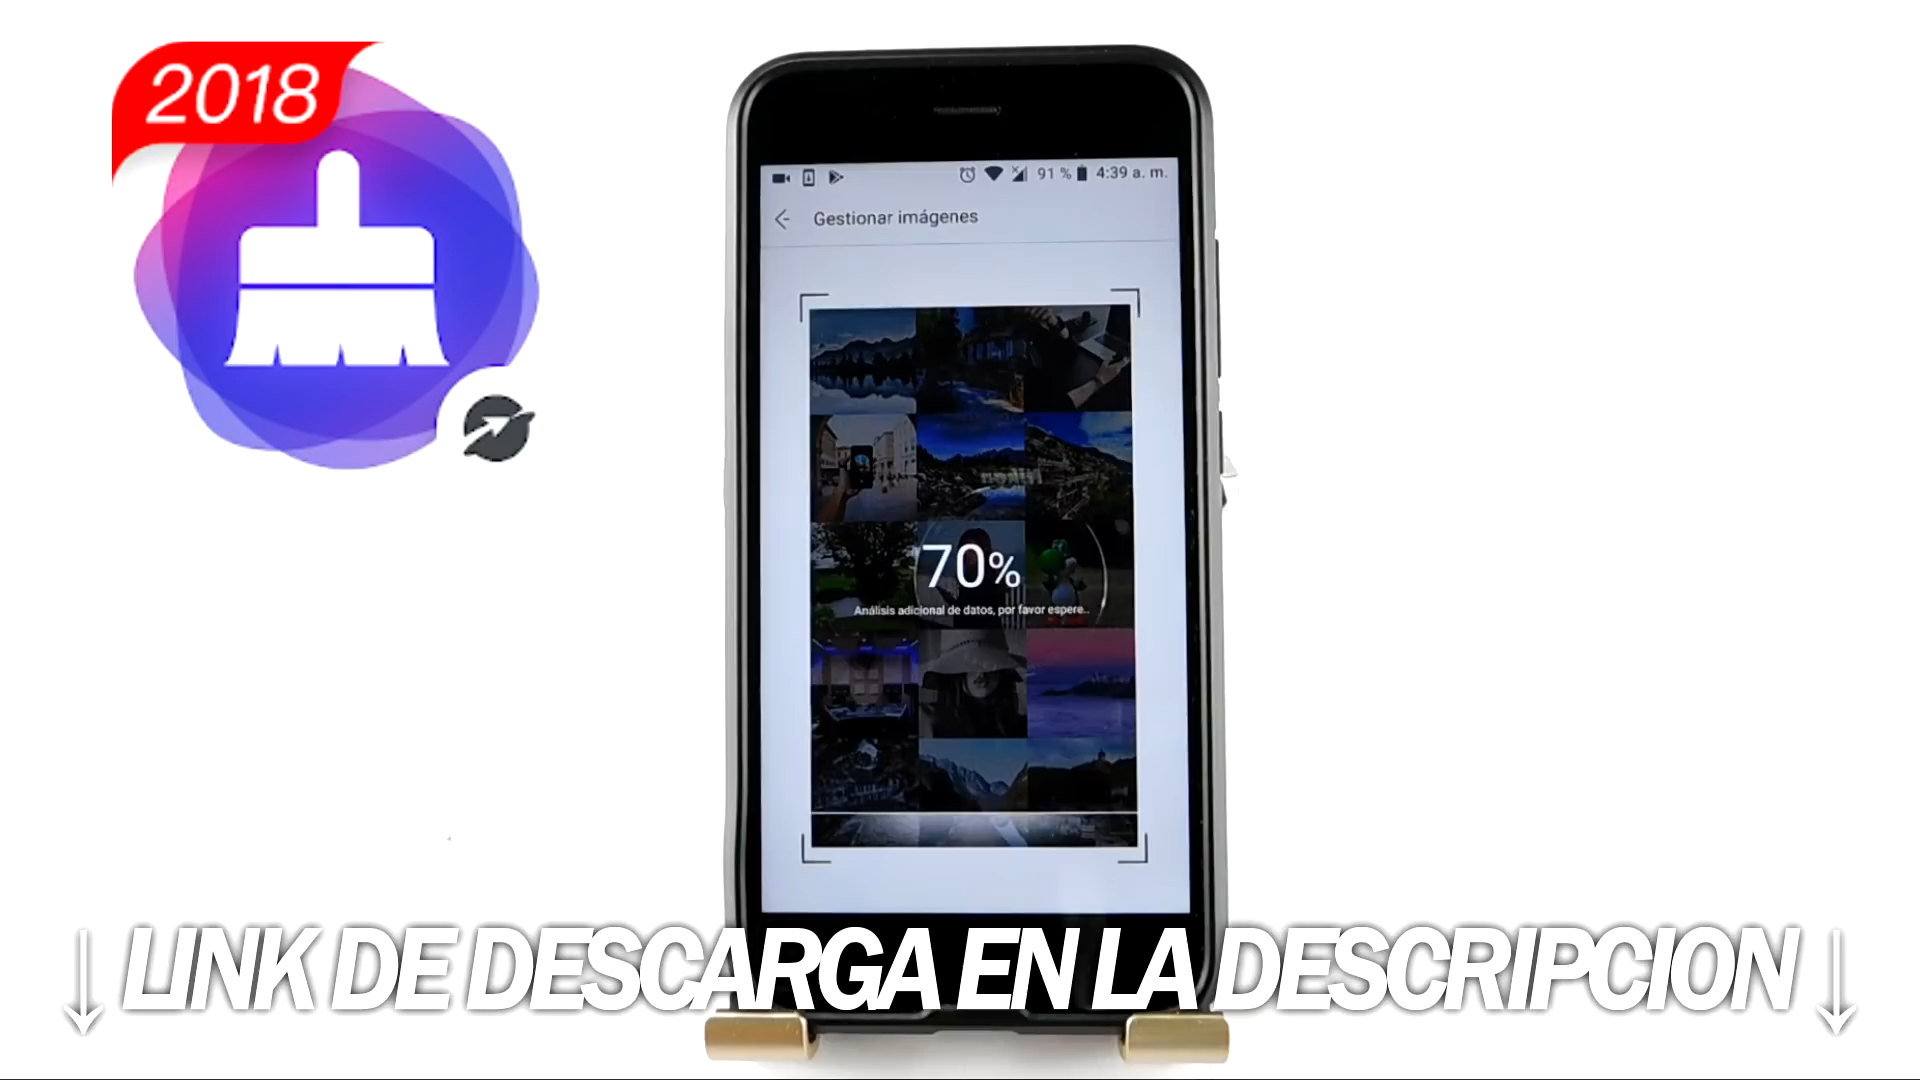 2018
91 % 4:39 a. m.
Gestionar imágenes
70%
Análisis adicional de datos, por favor espere..
↓ LINK DE DESCARGA EN LA DESCRIPCION ↓